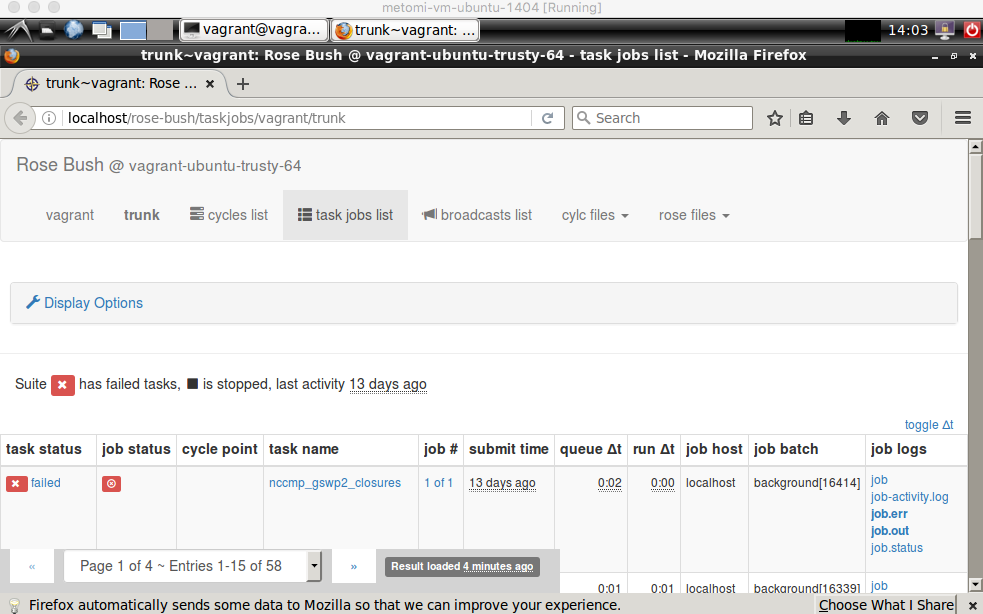 metomi-vm-ubuntu-1404 [Running]
vagrant@vagra... trunk~vagrant: ... 14:03
trunk~vagrant: Rose Bush @ vagrant-ubuntu-trusty-64 - task jobs list - Mozilla Firefox
trunk~vagrant: Rose ...
localhost/rose-bush/taskjobs/vagrant/trunk Search
Rose Bush @ vagrant-ubuntu-trusty-64
vagrant trunk cycles list task jobs list broadcasts list cylc files rose files
Display Options
Suite has failed tasks, is stopped, last activity 13 days ago
toggle Δt
task status job status cycle point task name job # submit time queue Δt run Δt job host job batch job logs
failed nccmp_gswp2_closures 1 of 1 13 days ago 0:02 0:00 localhost background[16414] job
job-activity.log
job.err
job.out
job.status
« Page 1 of 4 ~ Entries 1-15 of 58 » Result loaded 4 minutes ago
0:01 0:01 localhost background[16339] job
Firefox automatically sends some data to Mozilla so that we can improve your experience. Choose What I Share